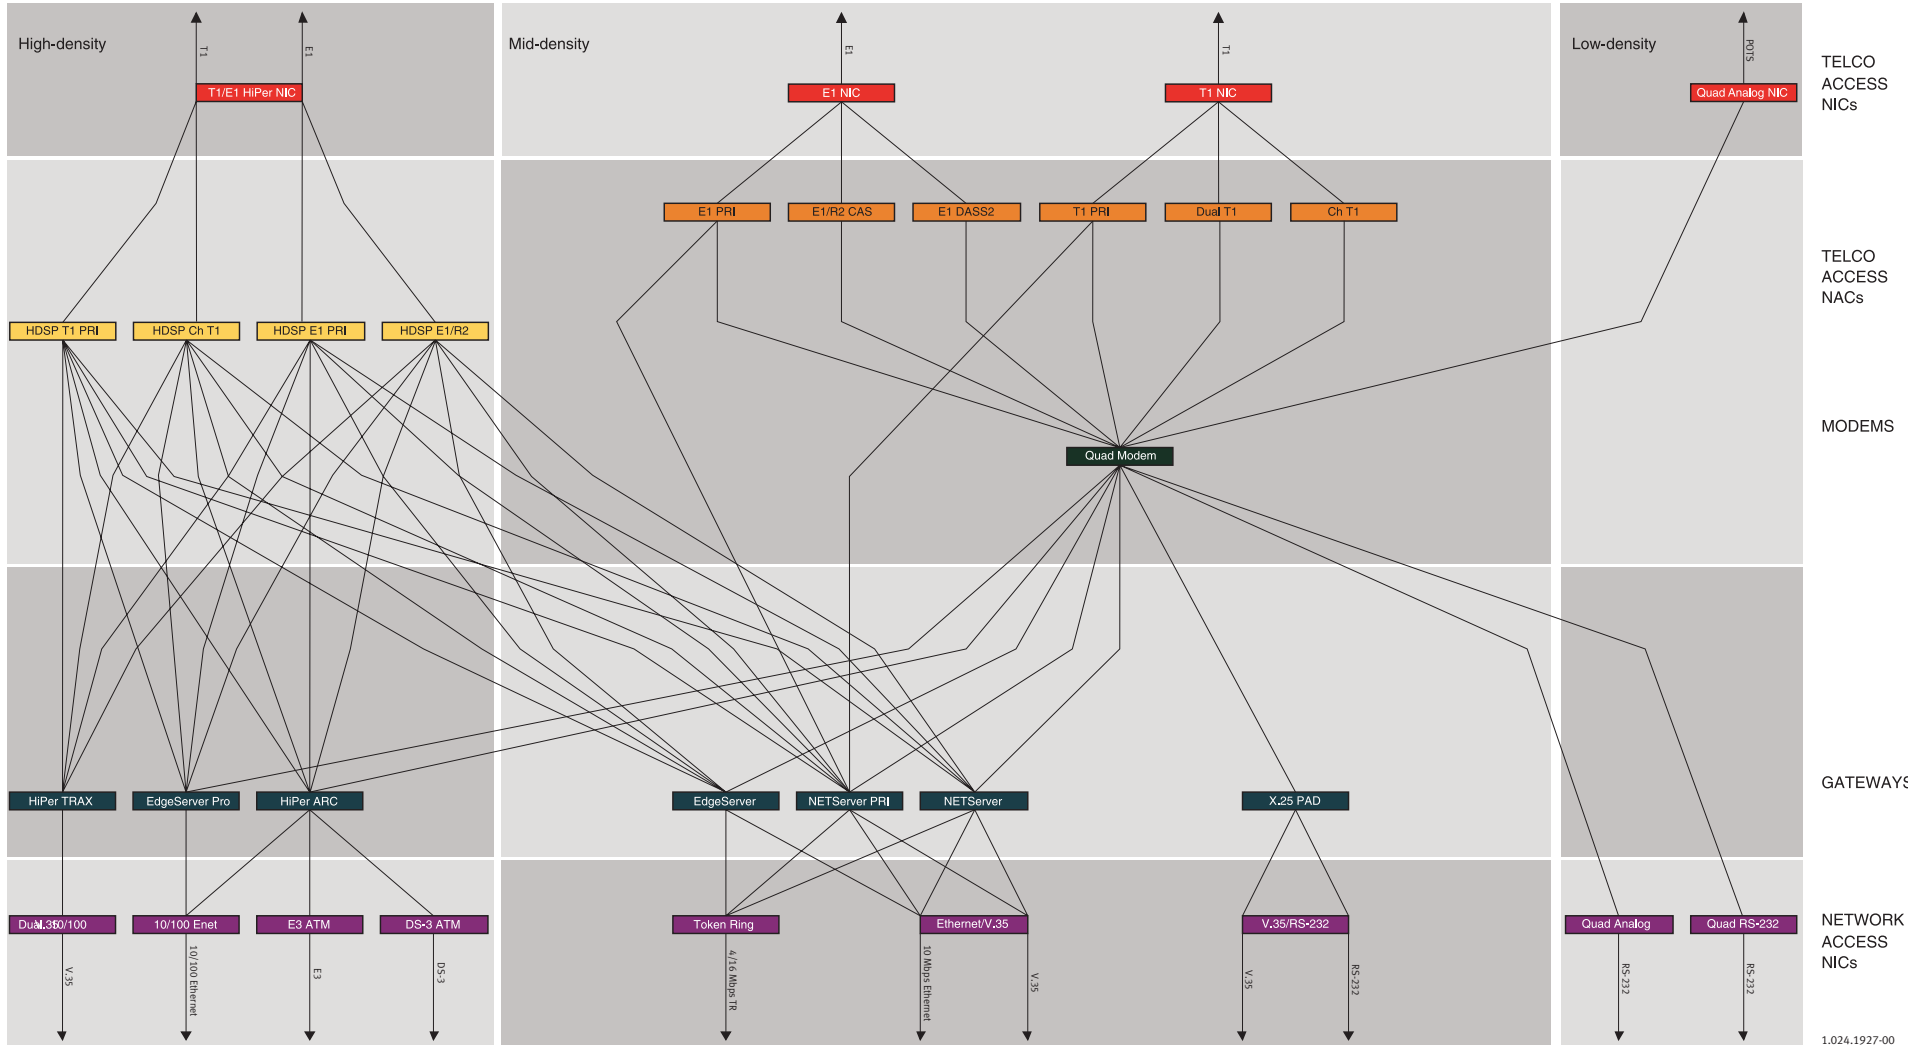 High-density
Mid-density
Low-density
T1
E1
E1
T1
POTS
TELCO
ACCESS
NICs
T1/E1 HiPer NIC
E1 NIC
T1 NIC
Quad Analog NIC
E1 PRI
E1/R2 CAS
E1 DASS2
T1 PRI
Dual T1
Ch T1
TELCO
ACCESS
NACs
HDSP T1 PRI
HDSP Ch T1
HDSP E1 PRI
HDSP E1/R2
MODEMS
Quad Modem
GATEWAYS
HiPer TRAX
EdgeServer Pro
HiPer ARC
EdgeServer
NETServer PRI
NETServer
X.25 PAD
10/100 Enet
E3 ATM
DS-3 ATM
Token Ring
Ethernet/V.35
V.35/RS-232
Quad Analog
Quad RS-232
NETWORK
ACCESS
NICs
V.35
10/100 Ethernet
E3
DS-3
4/16 Mbps TR
10 Mbps Ethernet
V.35
V.35
RS-232
RS-232
RS-232
1.024.1927-00